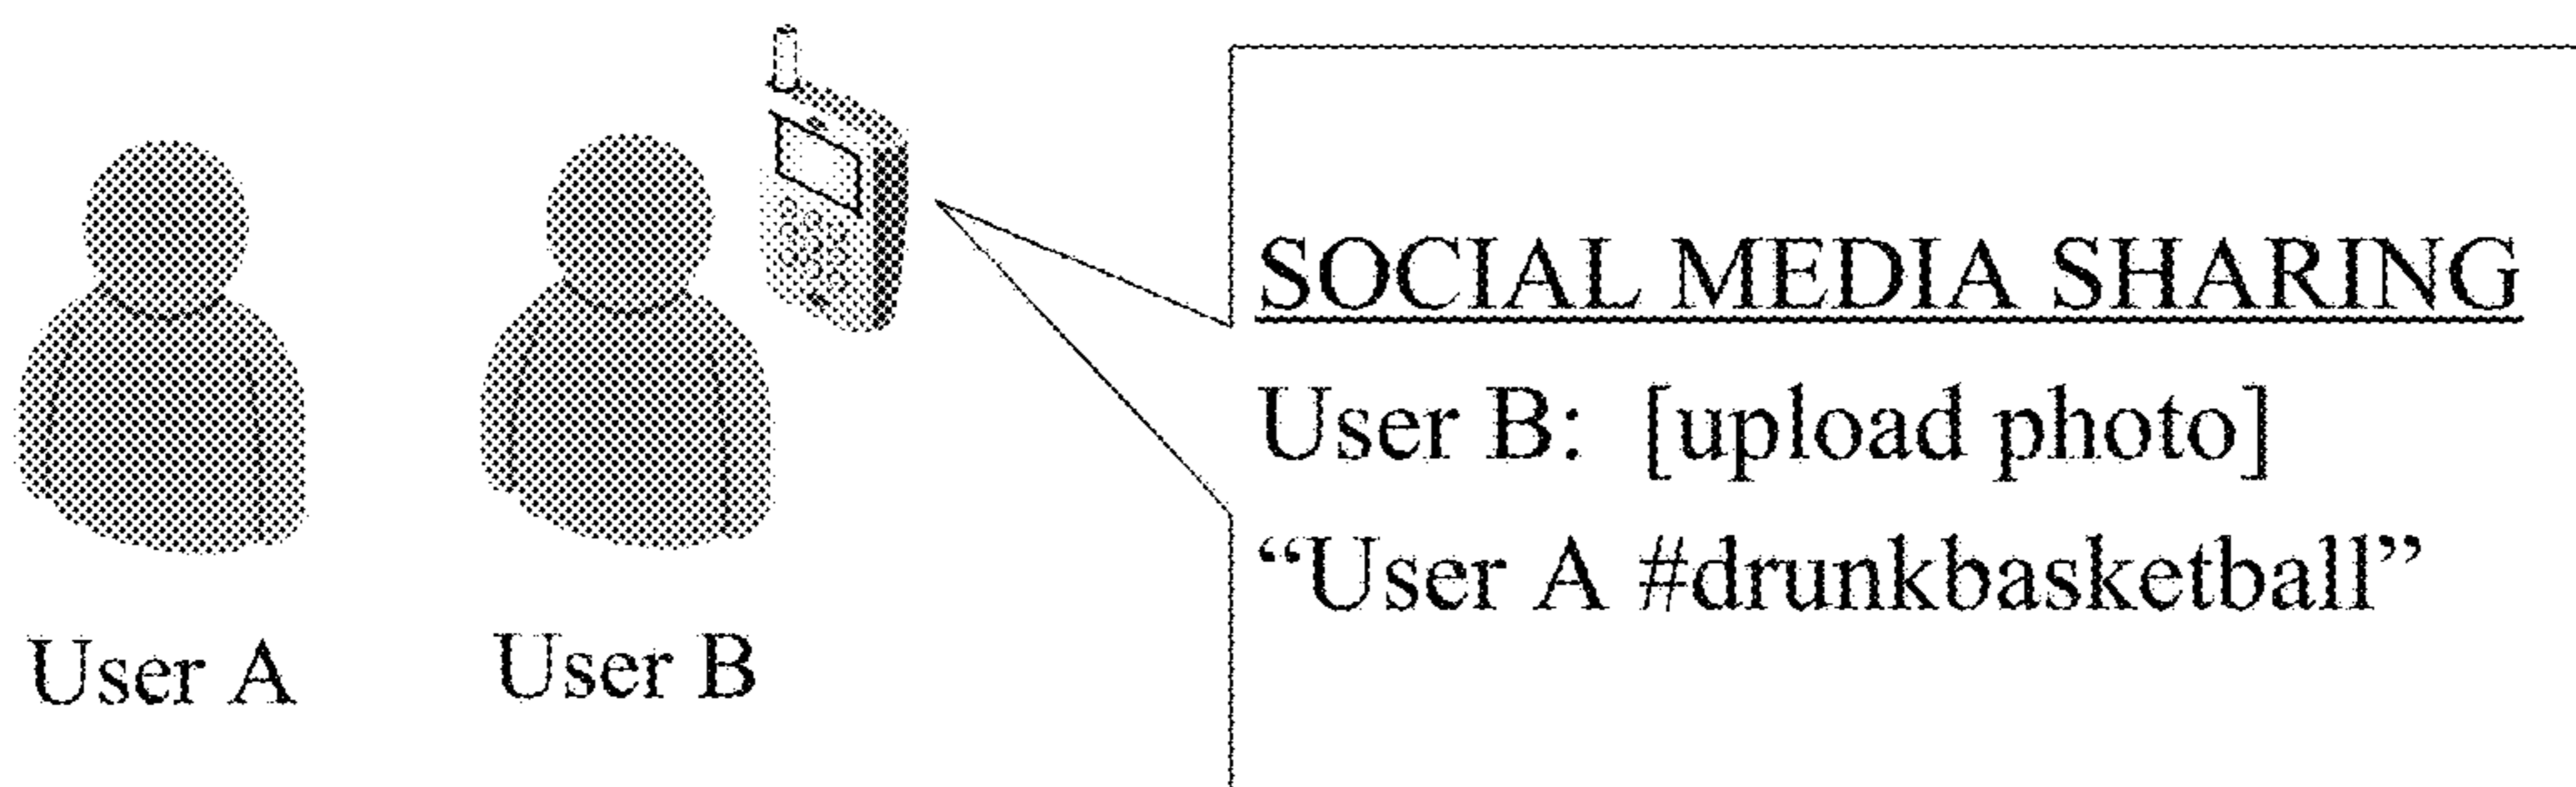 SOCIAL MEDIA SHARING
User B: [upload photo]
“User A #drunkbasketball”
User A
User B